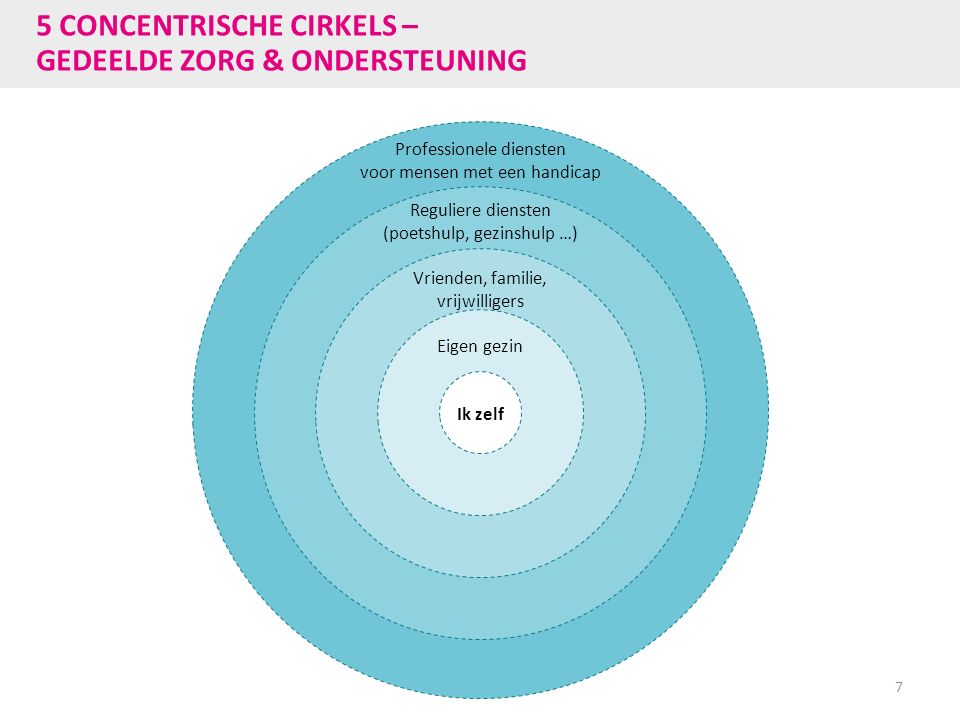 5 CONCENTRISCHE CIRKELS –
GEDEELDE ZORG & ONDERSTEUNING
Professionele diensten
voor mensen met een handicap
Reguliere diensten
(poetshulp, gezinshulp …)
Vrienden, familie,
vrijwilligers
Eigen gezin
Ik zelf
7